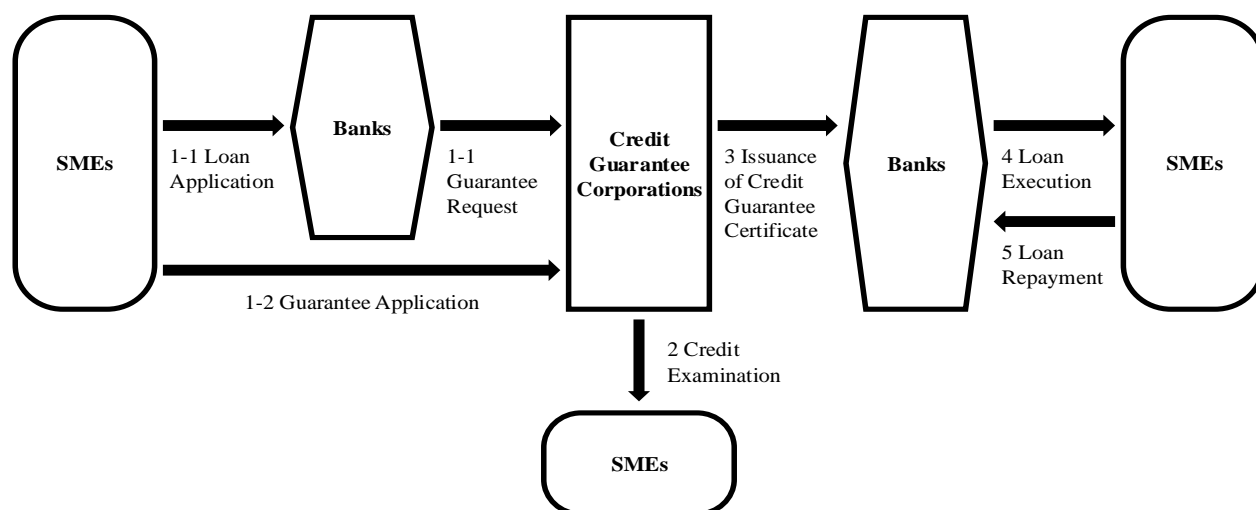 SMEs
1-1 Loan
Application
Banks
1-1
Guarantee
Request
1-2 Guarantee Application
Credit
Guarantee
Corporations
3 Issuance
of Credit
Guarantee
Certificate
Banks
4 Loan
Execution
5 Loan
Repayment
SMEs
2 Credit
Examination
SMEs